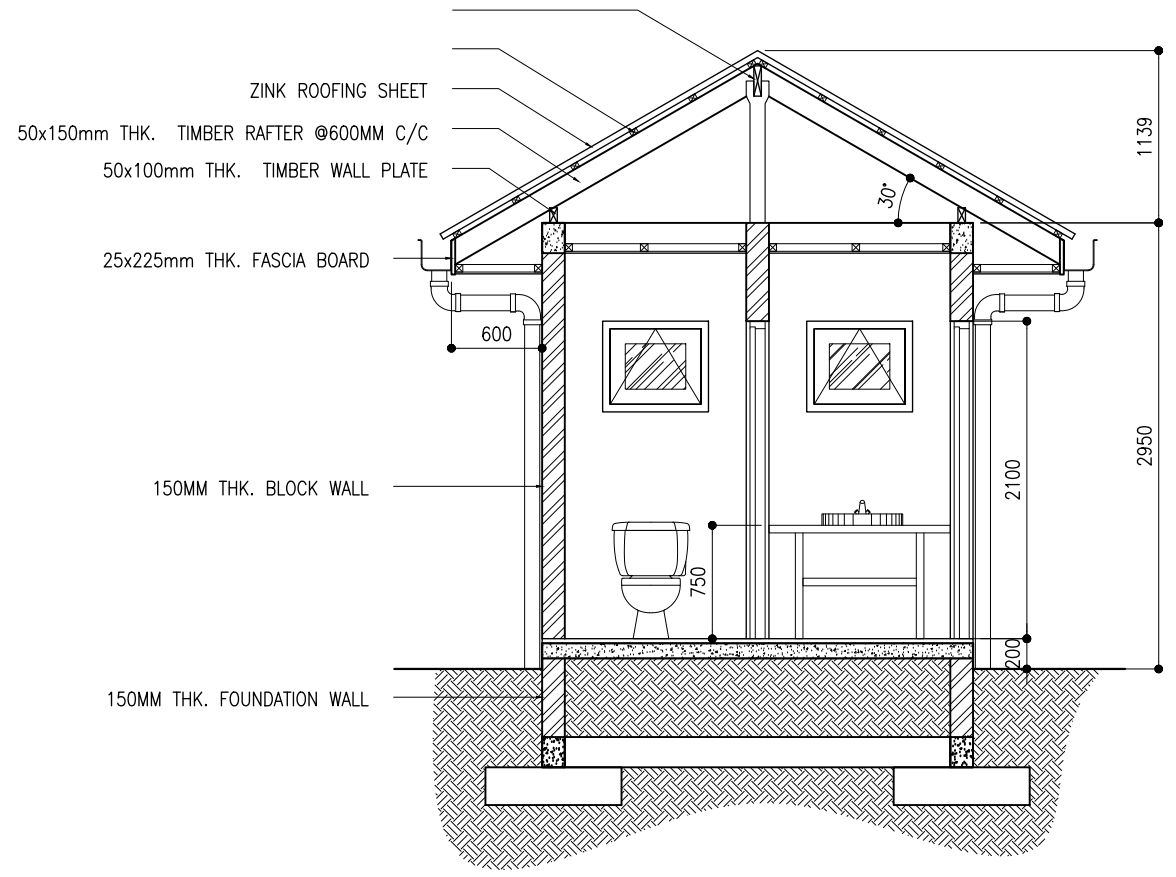 ZINK ROOFING SHEET
50x150mm THK. TIMBER RAFTER @600MM C/C
50x100mm THK. TIMBER WALL PLATE
25x225mm THK. FASCIA BOARD
150MM THK. BLOCK WALL
150MM THK. FOUNDATION WALL
600
30°
750
2100
200
1139
2950